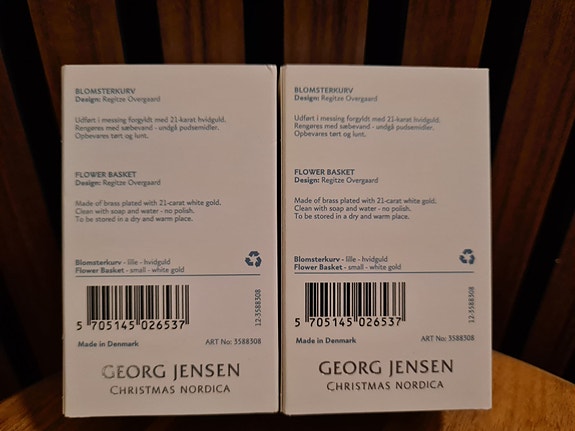 BLOMSTERKURV
Design: Regitze Overgaard
Udført i messing forgyldt med 21-karat hvidguld.
Rengøres med sæbevand - undgå pudsemidler.
Opbevares tørt og lunt.
FLOWER BASKET
Design: Regitze Overgaard
Made of brass plated with 21-carat white gold.
Clean with soap and water - no polish.
To be stored in a dry and warm place.
Blomsterkurv - lille - hvidguld
Flower Basket - small - white gold
5 705145 026537
12-3588308
Made in Denmark
ART No: 3588308
GEORG JENSEN
CHRISTMAS NORDICA
BLOMSTERKURV
Design: Regitze Overgaard
Udført i messing forgyldt med 21-karat hvidguld.
Rengøres med sæbevand - undgå pudsemidler.
Opbevares tørt og lunt.
FLOWER BASKET
Design: Regitze Overgaard
Made of brass plated with 21-carat white gold.
Clean with soap and water - no polish.
To be stored in a dry and warm place.
Blomsterkurv - lille - hvidguld
Flower Basket - small - white gold
5 705145 026537
12-3588308
Made in Denmark
ART No: 3588308
GEORG JENSEN
CHRISTMAS NORDICA